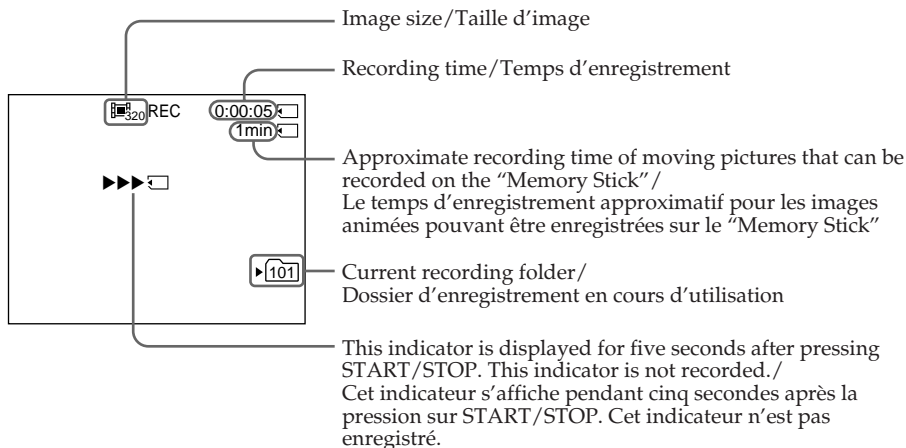 Image size/Taille d’image
Recording time/Temps d’enregistrement
320 REC 0:00:05
1min
Approximate recording time of moving pictures that can be
recorded on the “Memory Stick”/
Le temps d’enregistrement approximatif pour les images
animées pouvant être enregistrées sur le “Memory Stick”
101
Current recording folder/
Dossier d’enregistrement en cours d’utilisation
This indicator is displayed for five seconds after pressing
START/STOP. This indicator is not recorded./
Cet indicateur s’affiche pendant cinq secondes après la
pression sur START/STOP. Cet indicateur n’est pas
enregistré.